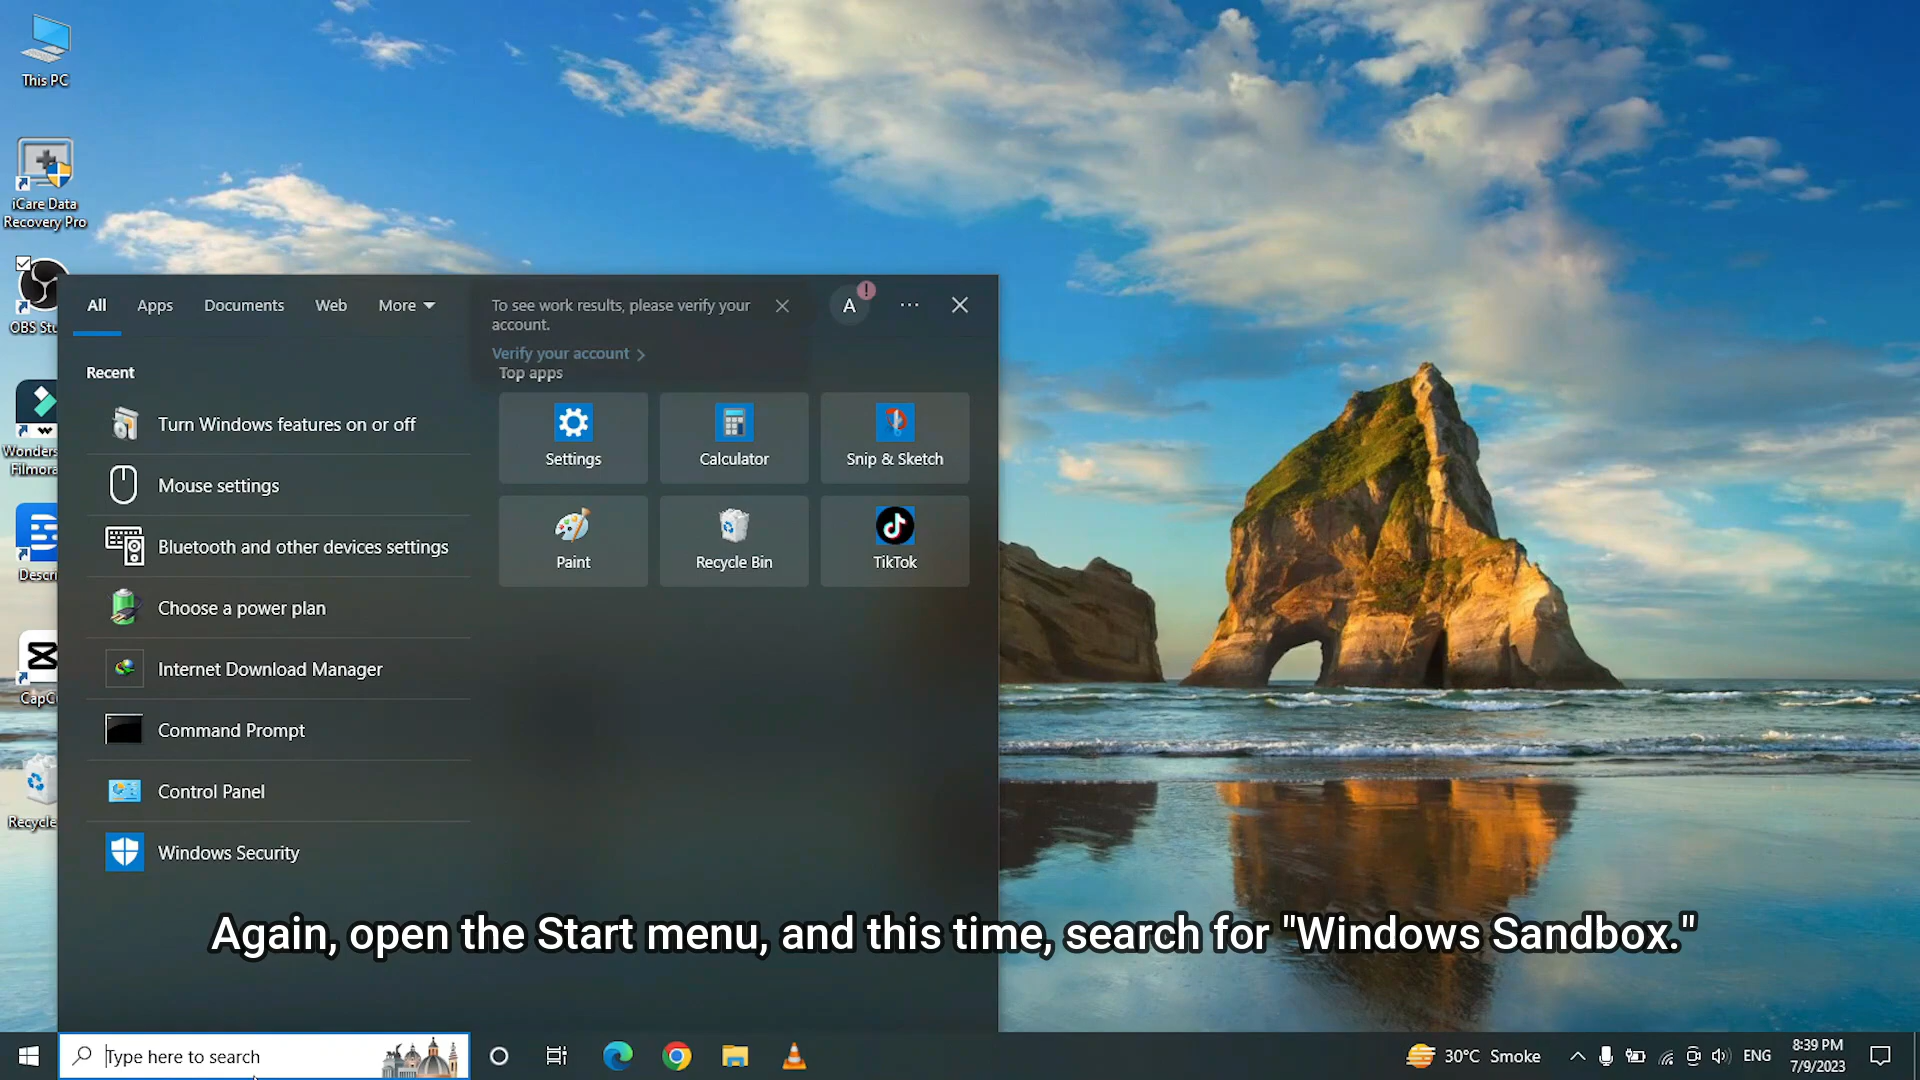 This PC
iCare Data
Recovery Pro
OBS Stu
Wonders
Filmora
Descri
CapCu
Recycle
All
Apps
Documents
Web
More
To see work results, please verify your
account.
Verify your account
A
!
Recent
Turn Windows features on or off
Mouse settings
Bluetooth and other devices settings
Choose a power plan
Internet Download Manager
Command Prompt
Control Panel
Windows Security
Top apps
Settings
Calculator
Snip & Sketch
Paint
Recycle Bin
TikTok
Again, open the Start menu, and this time, search for "Windows Sandbox."
Type here to search
30°C Smoke
ENG
8:39 PM
7/9/2023